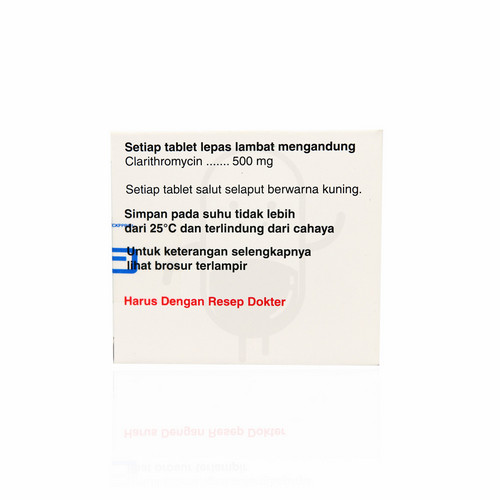 Setiap tablet lepas lambat mengandung
Clarithromycin ....... 500 mg
Setiap tablet salut selaput berwarna kuning.
Simpan pada suhu tidak lebih
dari 25°C dan terlindung dari cahaya
Untuk keterangan selengkapnya
lihat brosur terlampir
Harus Dengan Resep Dokter